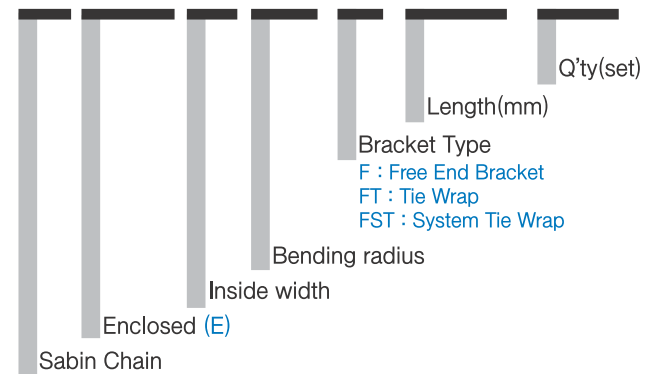 Q'ty(set)
Length(mm)
Bracket Type
F : Free End Bracket
FT : Tie Wrap
FST : System Tie Wrap
Bending radius
Inside width
Enclosed (E)
Sabin Chain